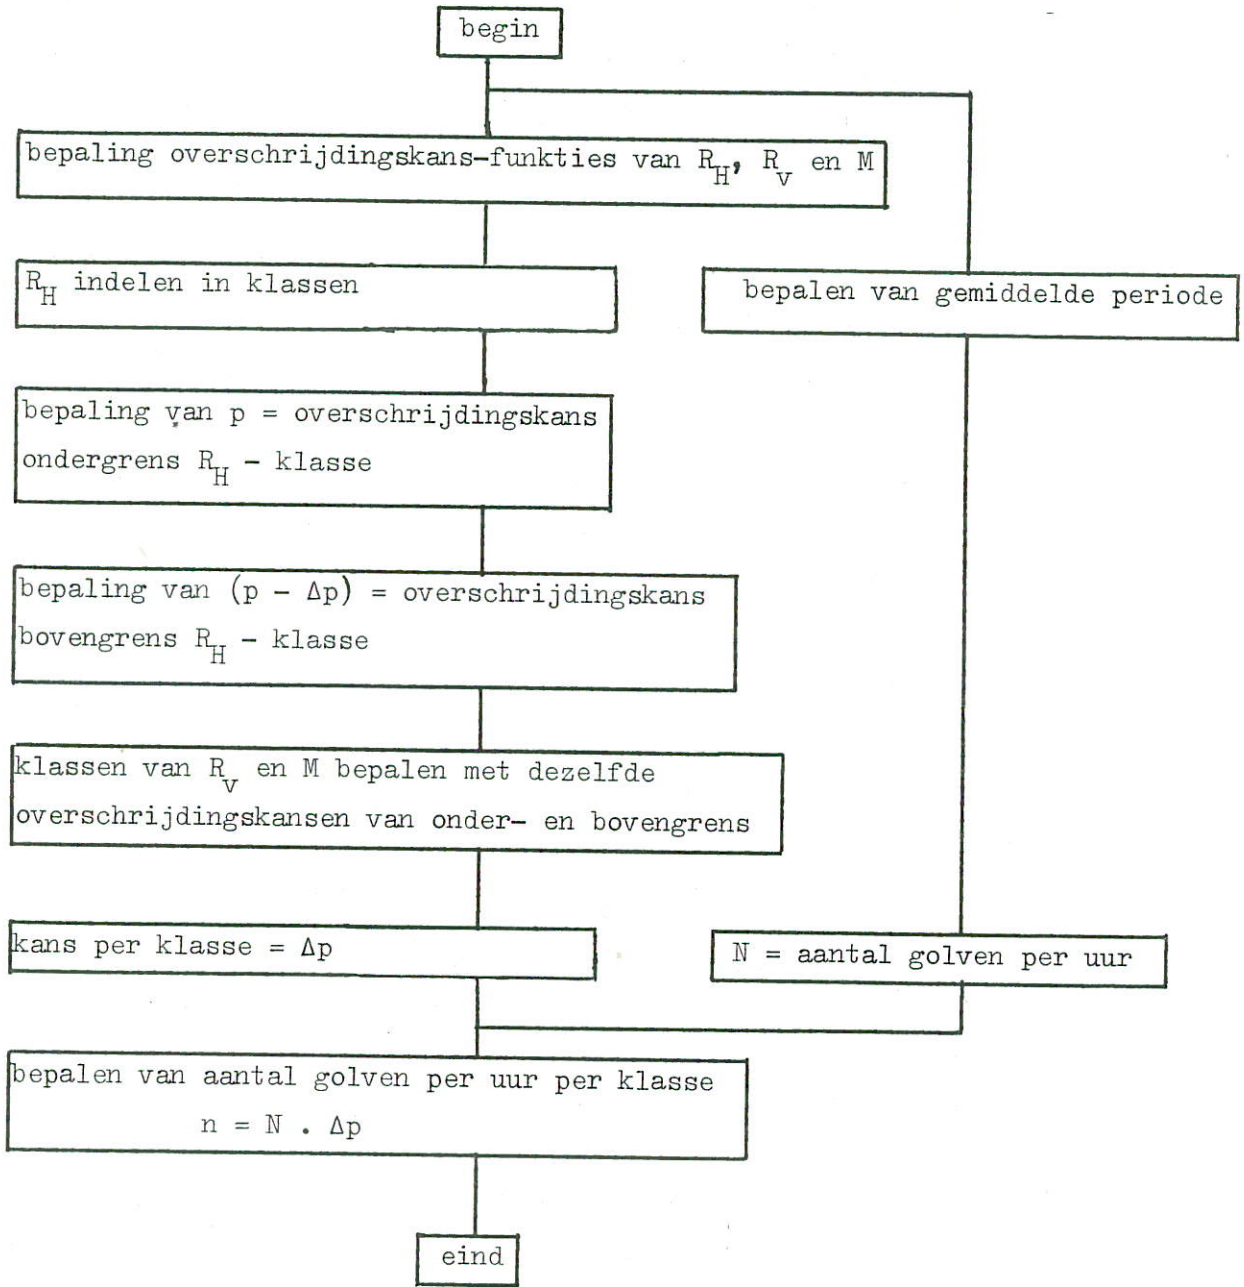 begin
bepaling overschrijdingskans-funkties van R_H, R_V en M
R_H indelen in klassen
bepalen van gemiddelde periode
bepaling van p = overschrijdingskans
ondergrens R_H - klasse
bepaling van (p - Δp) = overschrijdingskans
bovengrens R_H - klasse
klassen van R_V en M bepalen met dezelfde
overschrijdingskansen van onder- en bovengrens
kans per klasse = Δp
N = aantal golven per uur
bepalen van aantal golven per uur per klasse
n = N . Δp
eind